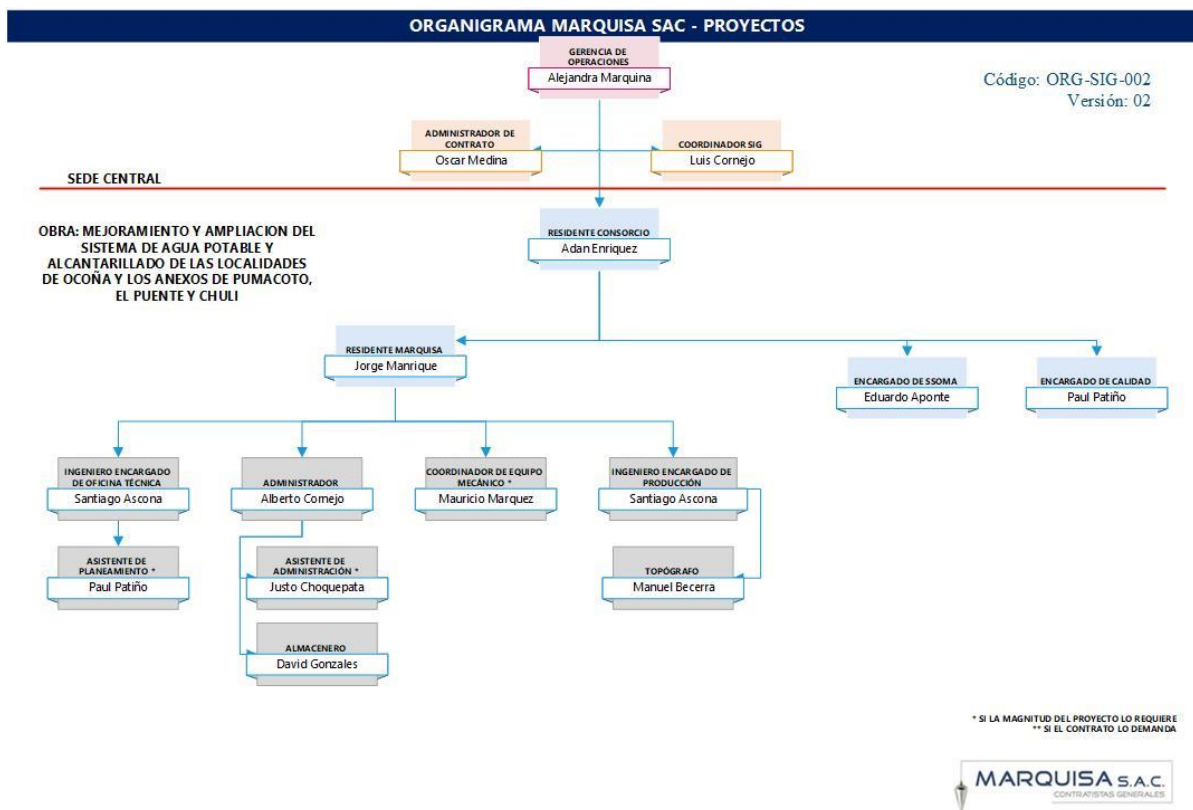 ORGANIGRAMA MARQUISA SAC - PROYECTOS
GERENCIA DE
OPERACIONES
Alejandra Marquina
Código: ORG-SIG-002
Versión: 02
ADMINISTRADOR DE
CONTRATO
Oscar Medina
COORDINADOR SIG
Luis Cornejo
SEDE CENTRAL
OBRA: MEJORAMIENTO Y AMPLIACION DEL
SISTEMA DE AGUA POTABLE Y
ALCANTARILLADO DE LAS LOCALIDADES
DE OCOÑA Y LOS ANEXOS DE PUMACOTO,
EL PUENTE Y CHULI
RESIDENTE CONSORCIO
Adan Enriquez
RESIDENTE MARQUISA
Jorge Manrique
ENCARGADO DE SSOMA
Eduardo Aponte
ENCARGADO DE CALIDAD
Paul Patiño
INGENIERO ENCARGADO
DE OFICINA TÉCNICA
Santiago Ascona
ADMINISTRADOR
Alberto Cornejo
COORDINADOR DE EQUIPO
MECÁNICO *
Mauricio Marquez
INGENIERO ENCARGADO DE
PRODUCCIÓN
Santiago Ascona
ASISTENTE DE
PLANEAMIENTO *
Paul Patiño
ASISTENTE DE
ADMINISTRACIÓN *
Justo Choquepata
TOPÓGRAFO
Manuel Becerra
ALMACENERO
David Gonzales
* SI LA MAGNITUD DEL PROYECTO LO REQUIERE
** SI EL CONTRATO LO DEMANDA
MARQUISA S.A.C.
CONTRATISTAS GENERALES